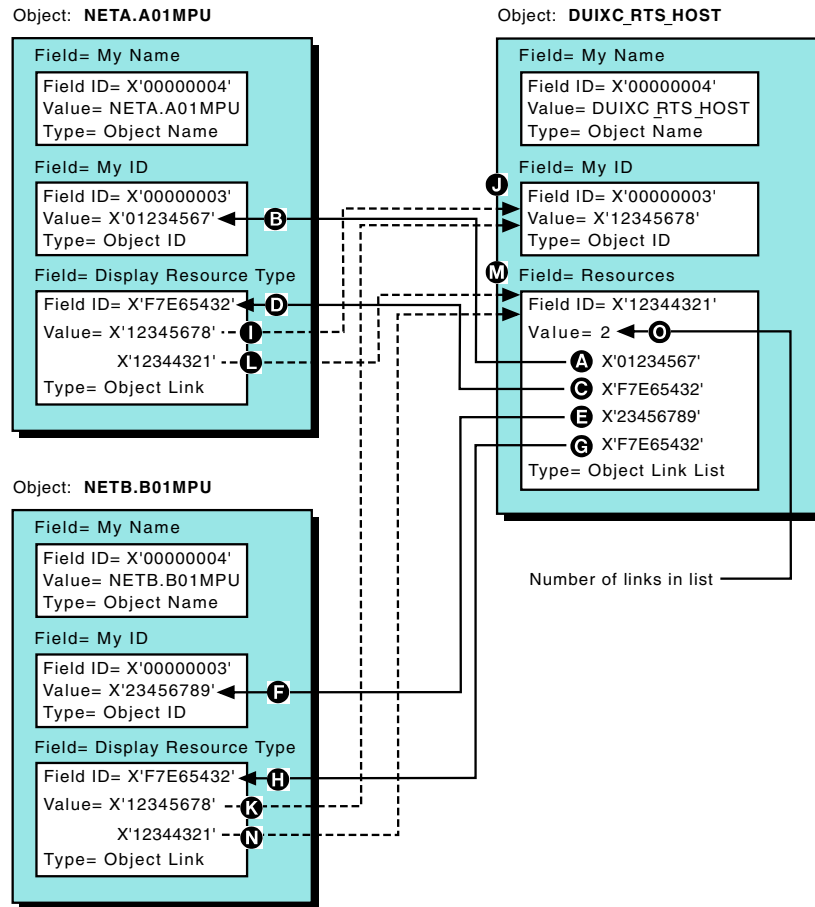 Object: NETA.A01MPU
Field= My Name
Field ID= X'00000004'
Value= NETA.A01MPU
Type= Object Name
Field= My ID
Field ID= X'00000003'
Value= X'01234567'
B
Type= Object ID
Field= Display Resource Type
Field ID= X'F7E65432'
D
Value= X'12345678'
I
X'12344321'
L
Type= Object Link
Object: NETB.B01MPU
Field= My Name
Field ID= X'00000004'
Value= NETB.B01MPU
Type= Object Name
Field= My ID
Field ID= X'00000003'
Value= X'23456789'
F
Type= Object ID
Field= Display Resource Type
Field ID= X'F7E65432'
H
Value= X'12345678'
K
X'12344321'
N
Type= Object Link
Object: DUIXC_RTS_HOST
Field= My Name
Field ID= X'00000004'
Value= DUIXC_RTS_HOST
Type= Object Name
Field= My ID
J
Field ID= X'00000003'
Value= X'12345678'
Type= Object ID
M
Field= Resources
Field ID= X'12344321'
Value= 2
O
A X'01234567'
C X'F7E65432'
E X'23456789'
G X'F7E65432'
Type= Object Link List
Number of links in list